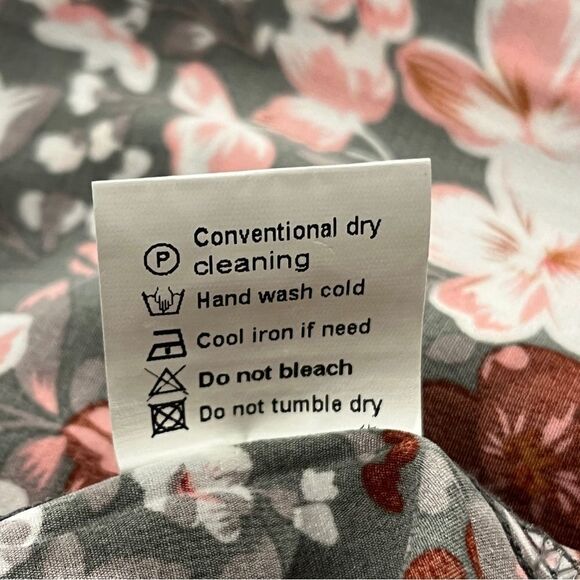 Conventional dry
P cleaning
Hand wash cold
Cool iron if need
Do not bleach
Do not tumble dry